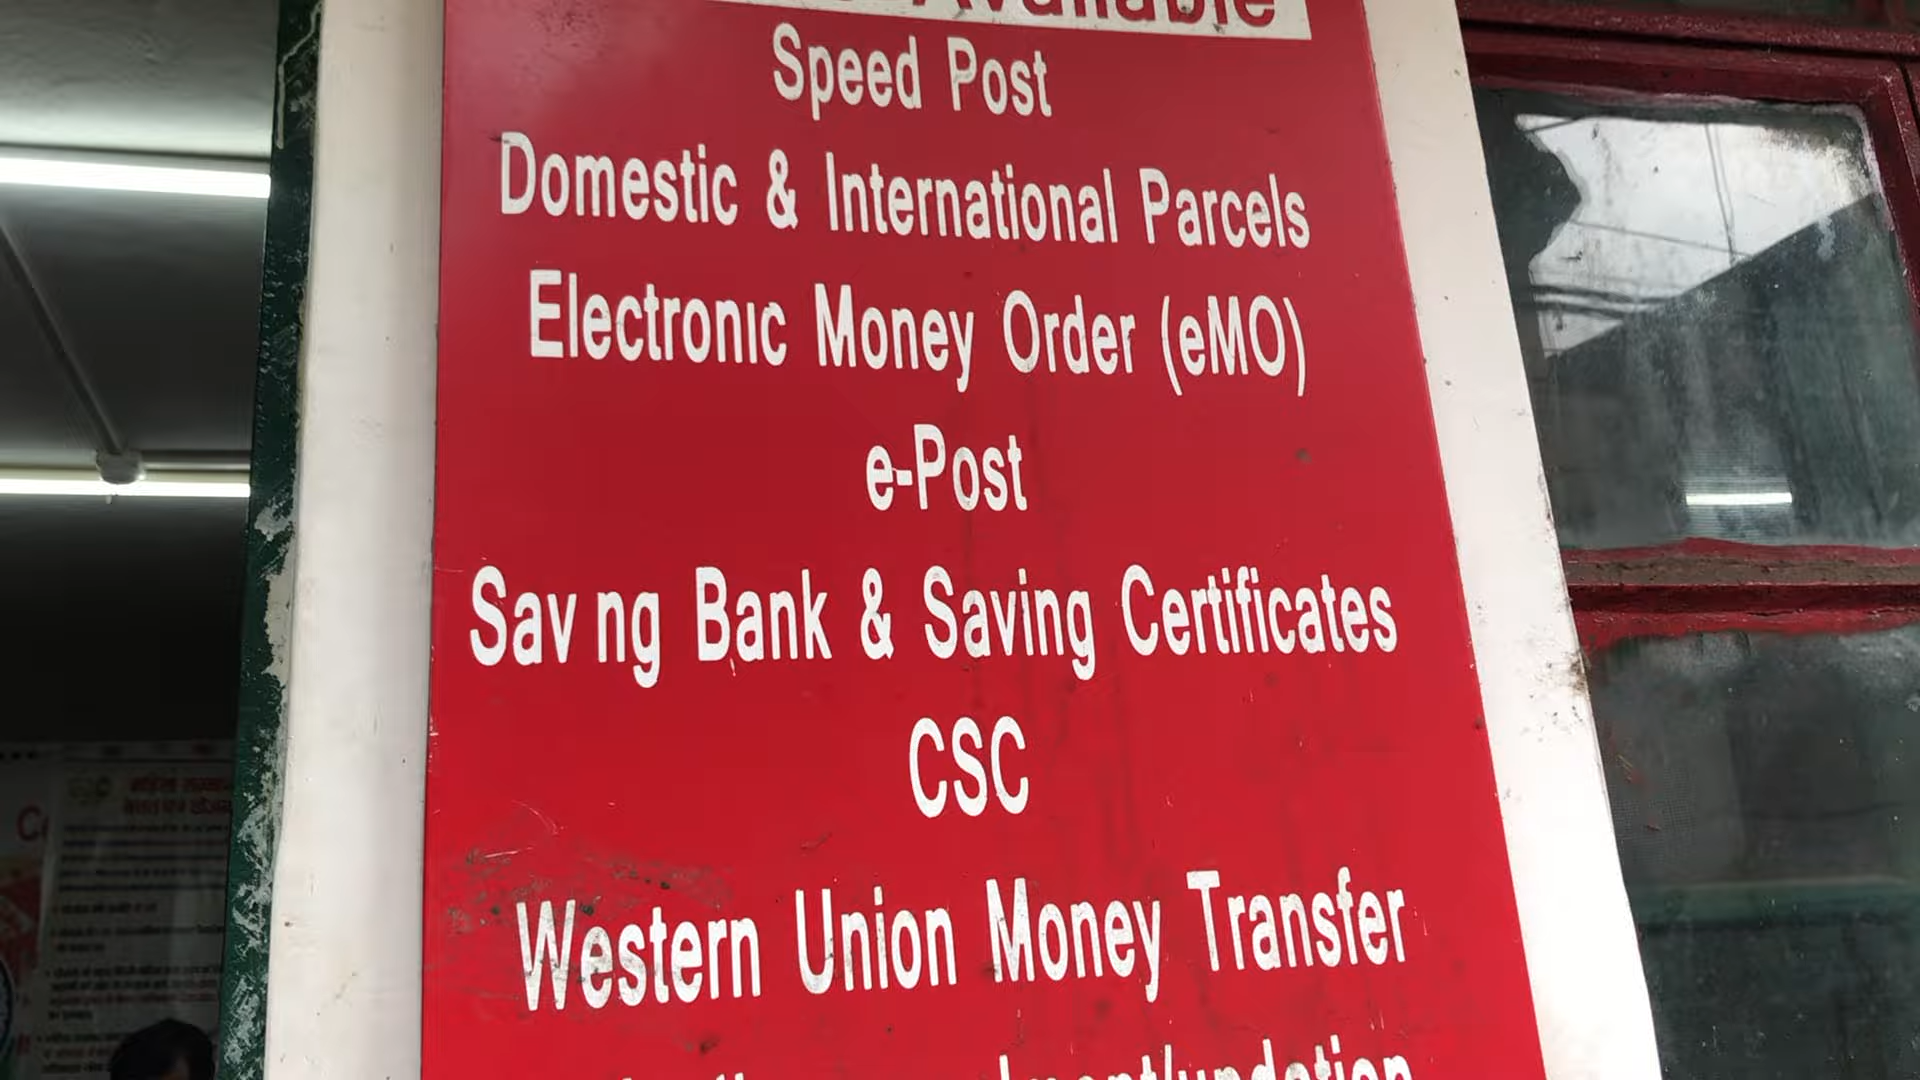 Available
Speed Post
Domestic & International Parcels
Electronic Money Order (eMO)
e-Post
Sav ng Bank & Saving Certificates
CSC
Western Union Money Transfer